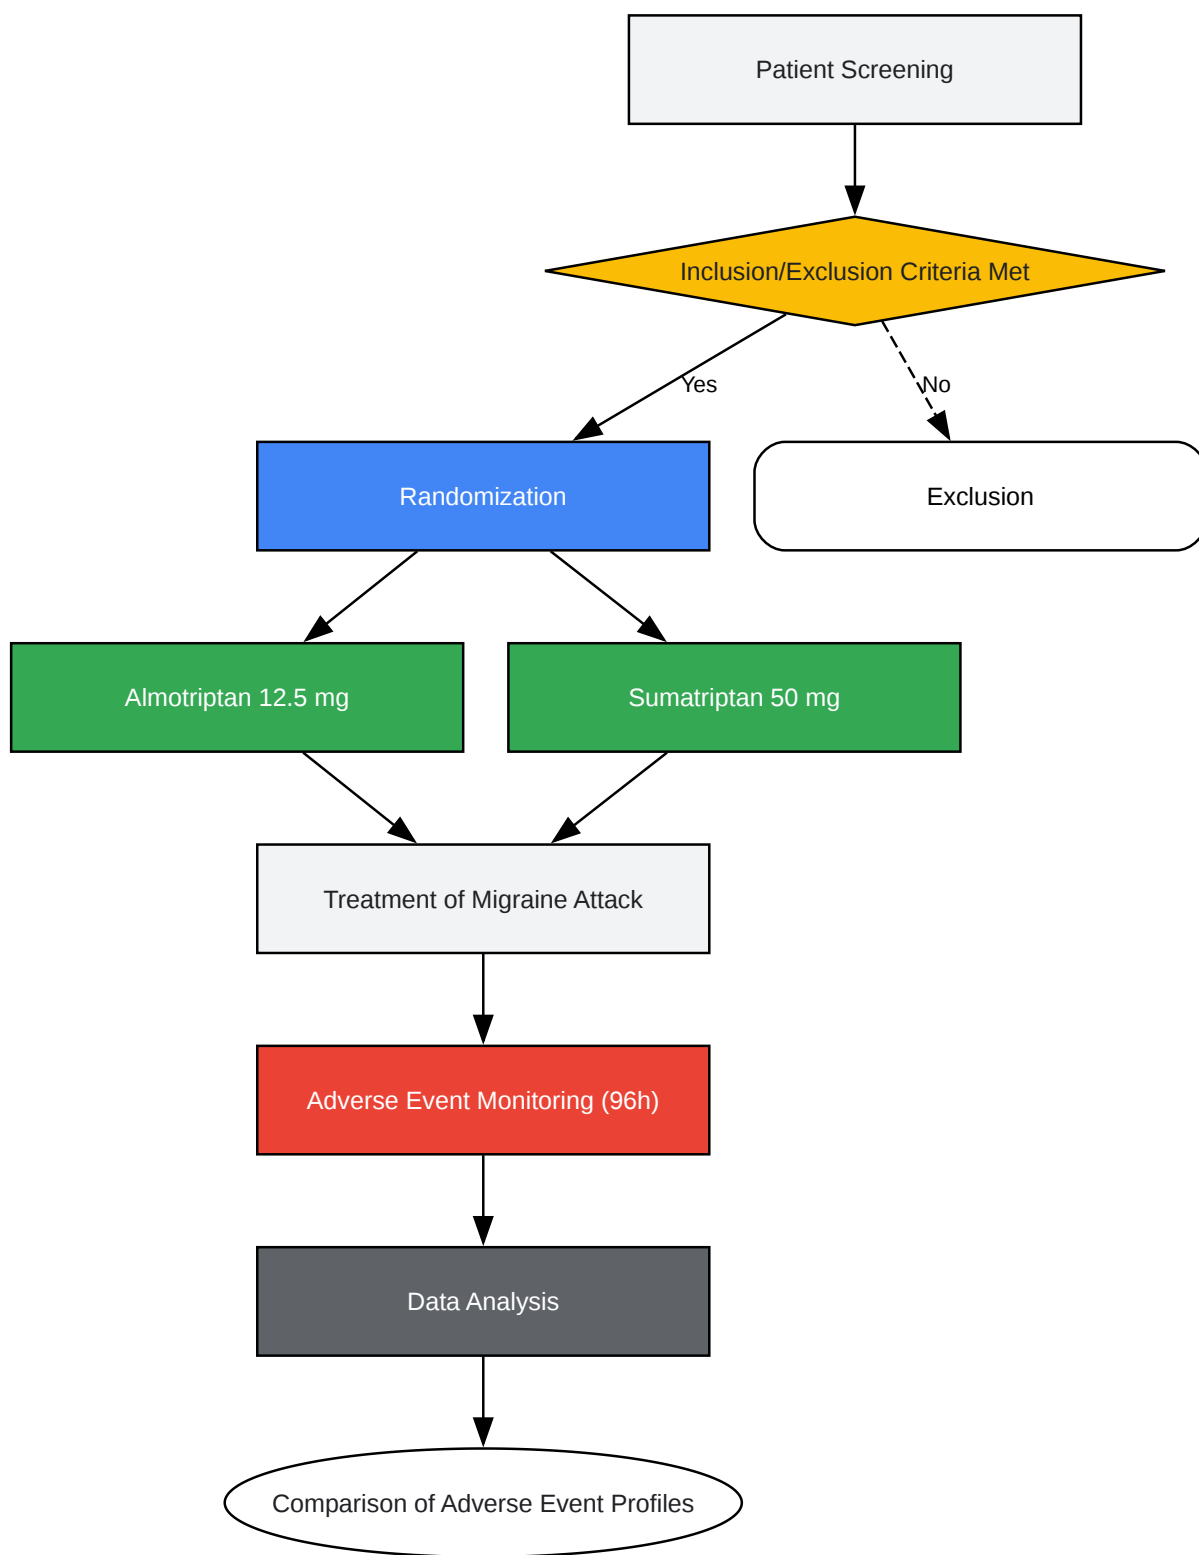 Patient Screening
Inclusion/Exclusion Criteria Met
Yes
No
Randomization
Exclusion
Almotriptan 12.5 mg
Sumatriptan 50 mg
Treatment of Migraine Attack
Adverse Event Monitoring (96h)
Data Analysis
Comparison of Adverse Event Profiles